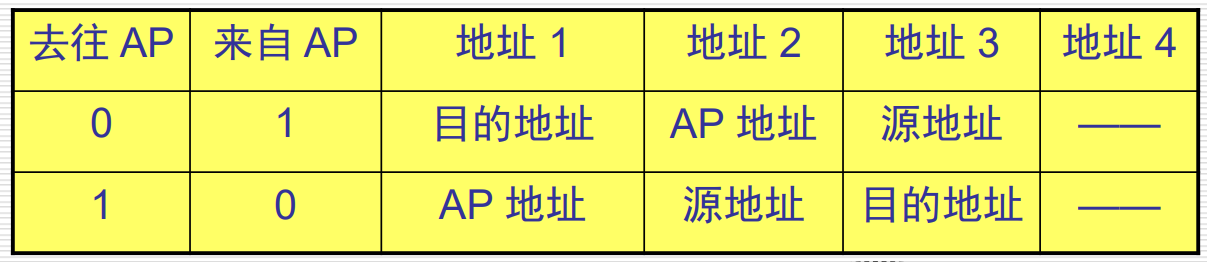 去往 AP 来自 AP 地址 1 地址 2 地址 3 地址 4
0 1 目的地址 AP 地址 源地址 ——
1 0 AP 地址 源地址 目的地址 ——